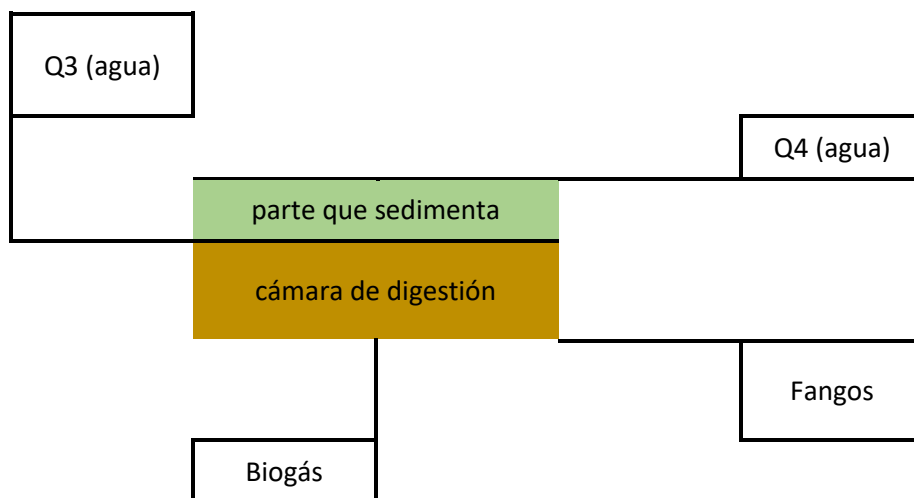 Q3 (agua)
Q4 (agua)
parte que sedimenta
cámara de digestión
Fangos
Biogás